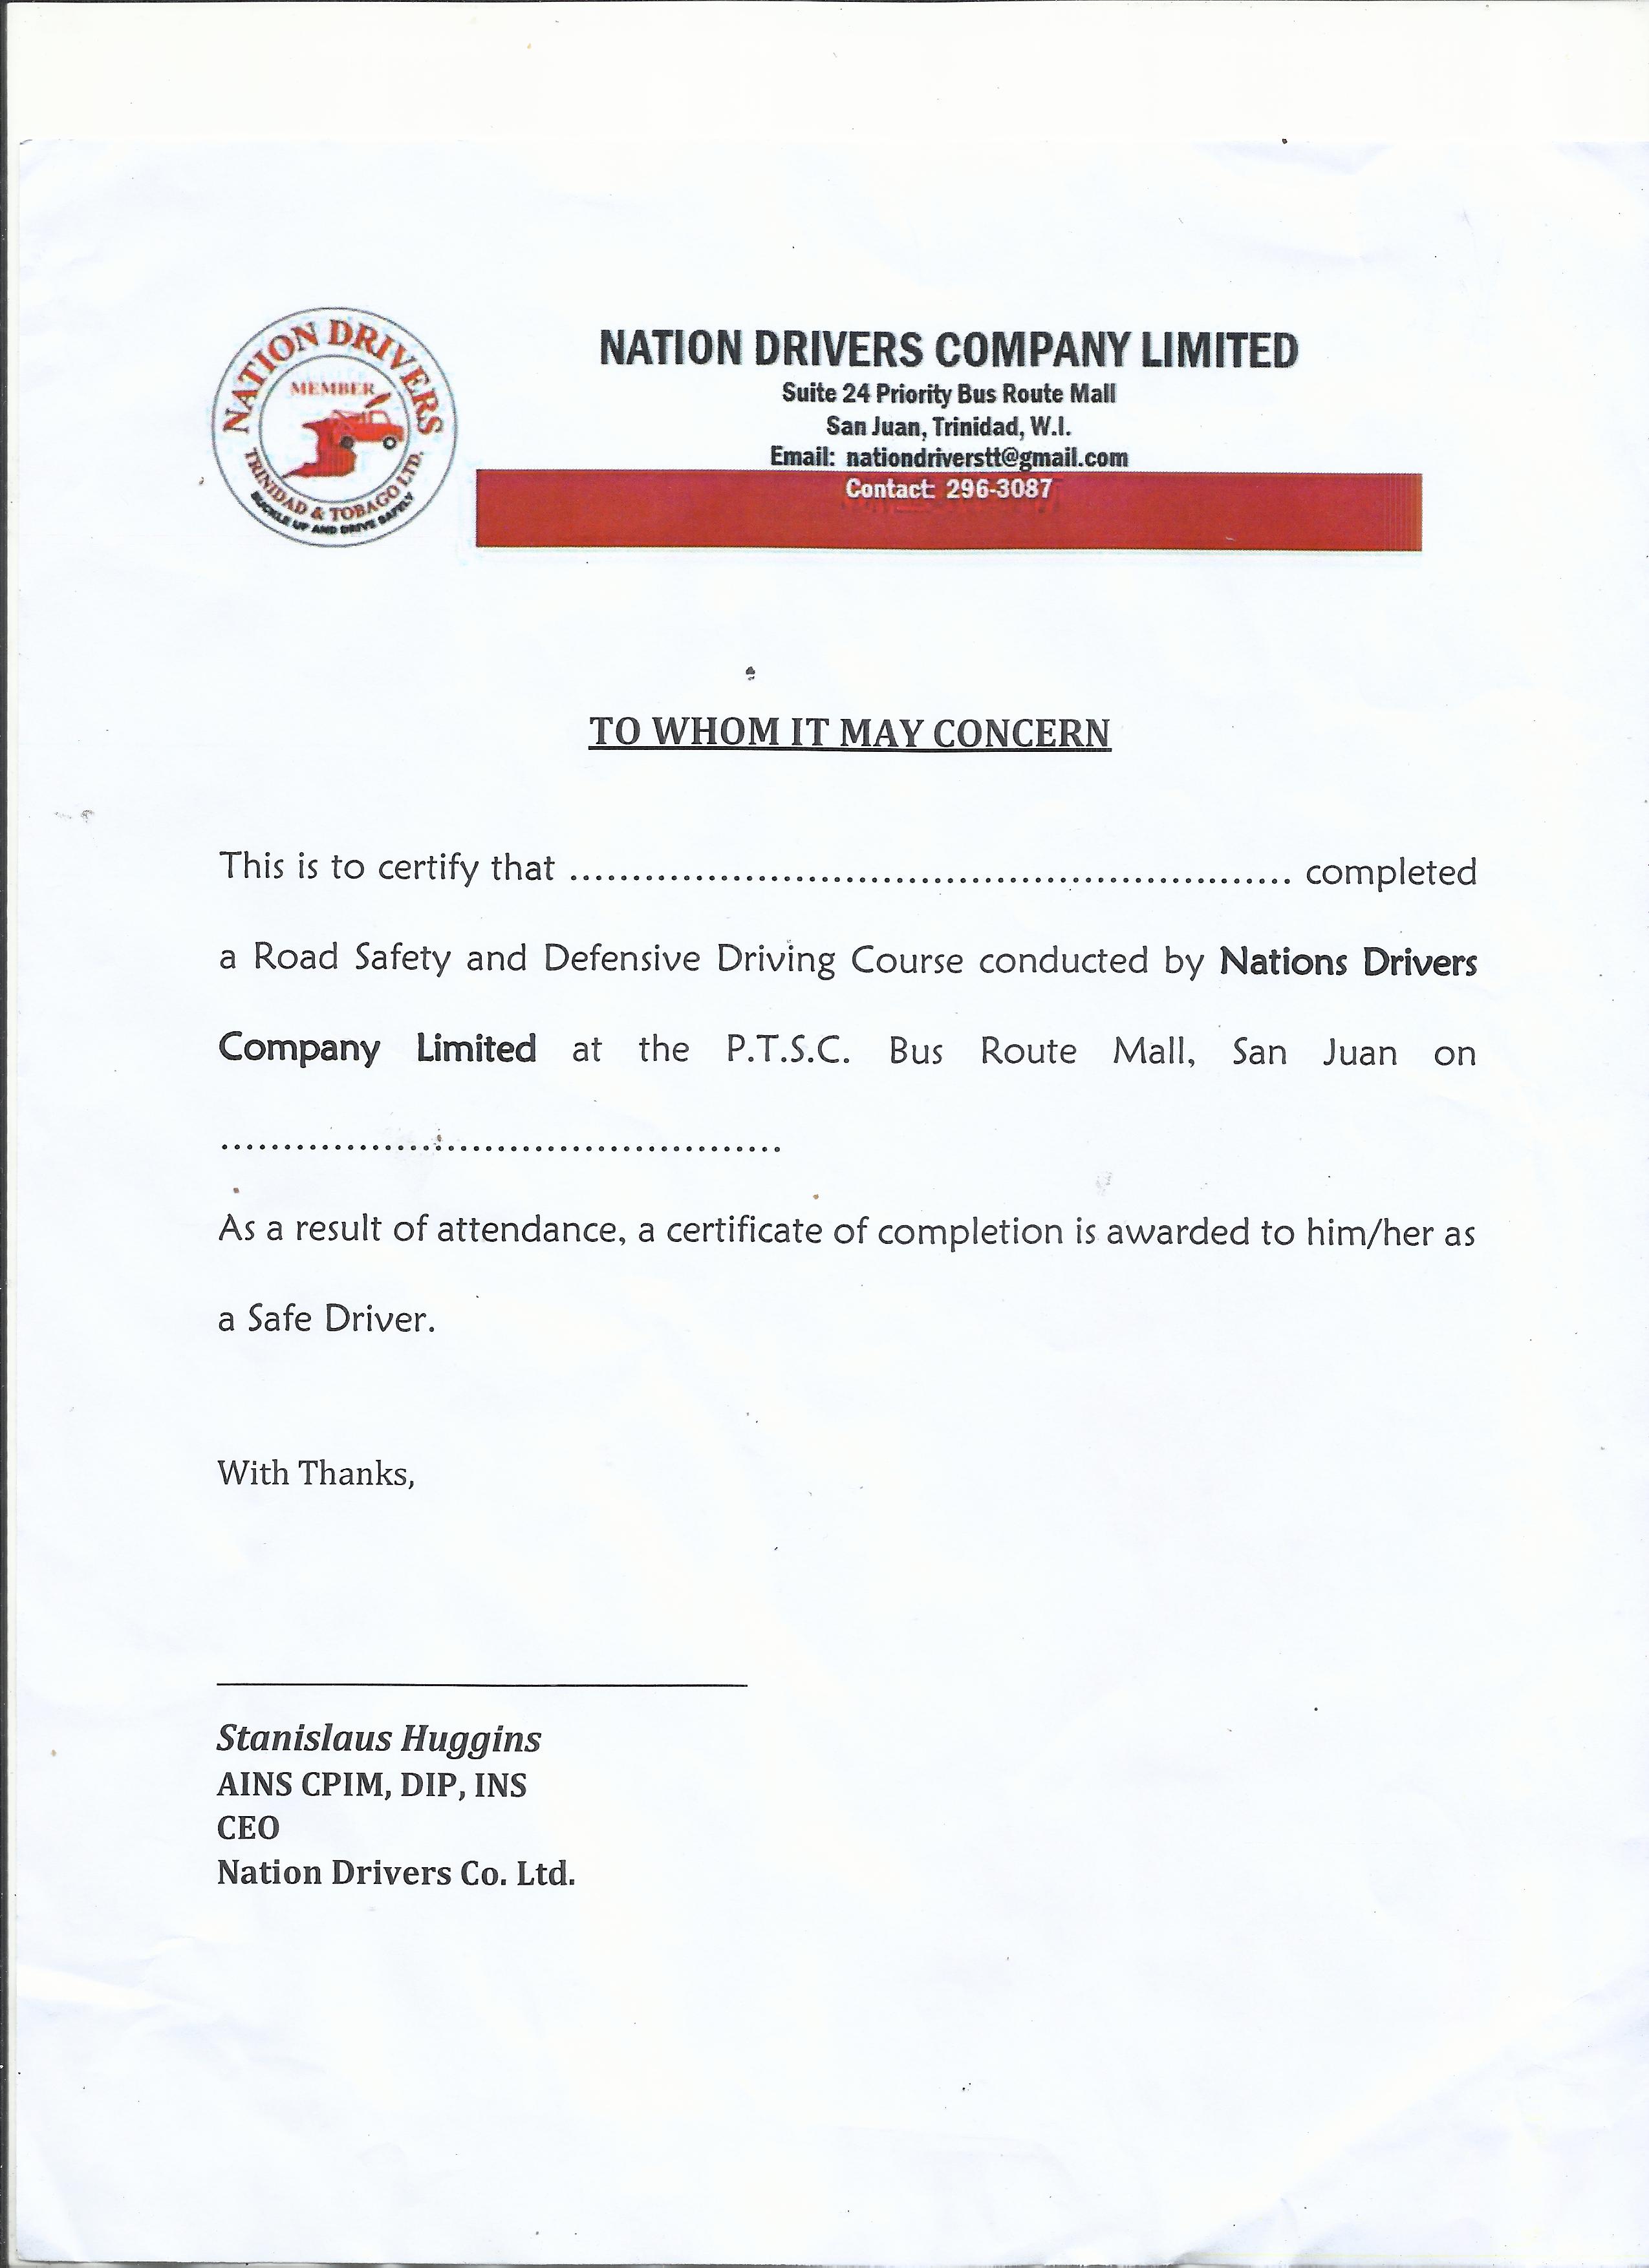 NATION DRIVERS
MEMBER
TRINIDAD & TOBAGO LTD.
BUCKLE UP AND DRIVE SAFELY
NATION DRIVERS COMPANY LIMITED
Suite 24 Priority Bus Route Mall
San Juan, Trinidad, W.I.
Email: nationdriverstt@gmail.com
Contact: 296-3087
TO WHOM IT MAY CONCERN
This is to certify that .......................................................... completed
a Road Safety and Defensive Driving Course conducted by Nations Drivers
Company Limited at the P.T.S.C. Bus Route Mall, San Juan on
.............................................
As a result of attendance, a certificate of completion is awarded to him/her as
a Safe Driver.
With Thanks,
Stanislaus Huggins
AINS CPIM, DIP, INS
CEO
Nation Drivers Co. Ltd.